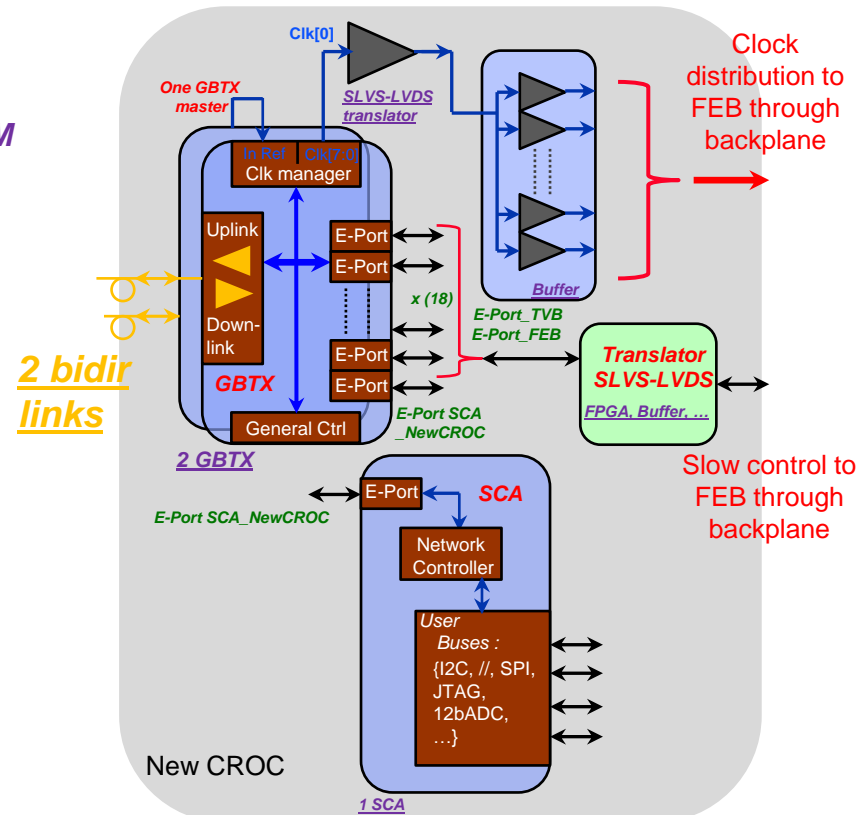 Clk[0]
Clock
distribution to
FEB through
backplane
One GBTX
master
SLVS-LVDS
translator
M
In Ref
Clk[7:0]
Clk manager
Uplink
Down-
link
GBTX
General Ctrl
2 GBTX
E-Port
E-Port
x (18)
E-Port
E-Port
Buffer
E-Port_TVB
E-Port_FEB
Translator
SLVS-LVDS
FPGA, Buffer, …
2 bidir
links
E-Port SCA
_NewCROC
Slow control to
FEB through
backplane
E-Port
SCA
E-Port SCA_NewCROC
Network
Controller
User
Buses :
{I2C, //, SPI,
JTAG,
12bADC,
…}
New CROC
1 SCA